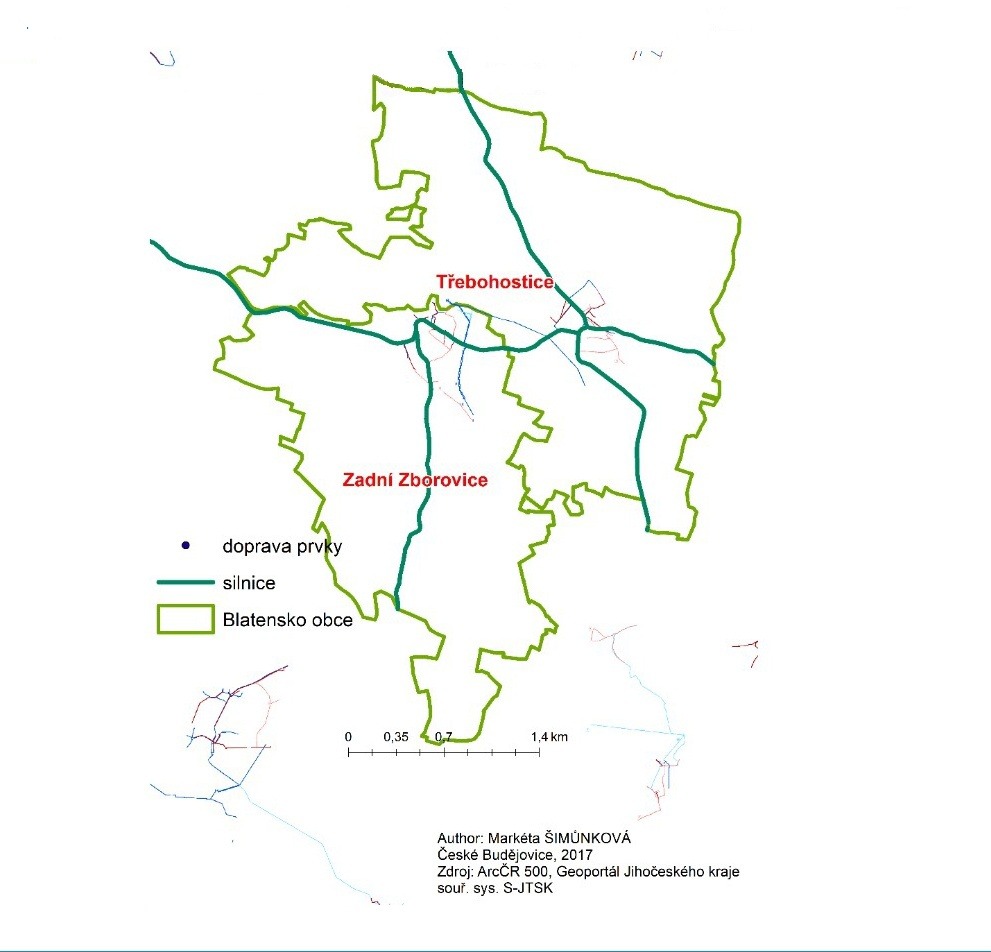 Třebohostice
Zadní Zborovice
doprava prvky
silnice
Blatensko obce
0 0,35 0,7 1,4 km
Author: Markéta ŠIMŮNKOVÁ
České Budějovice, 2017
Zdroj: ArcČR 500, Geoportál Jihočeského kraje
souř. sys. S-JTSK